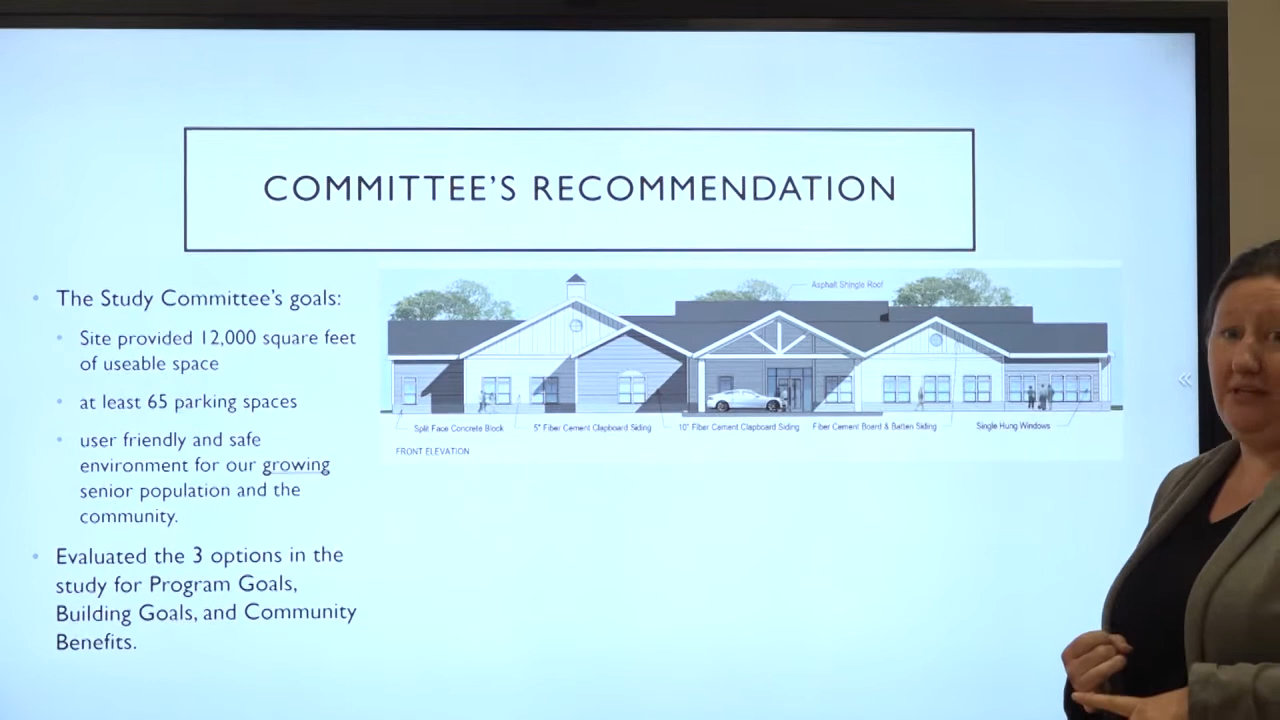 COMMITTEE'S RECOMMENDATION
• The Study Committee's goals:
• Site provided 12,000 square feet
of useable space
• at least 65 parking spaces
• user friendly and safe
environment for our growing
senior population and the
community.
• Evaluated the 3 options in the
study for Program Goals,
Building Goals, and Community
Benefits.
Asphalt Shingle Roof
Split Face Concrete Block
5" Fiber Cement Clapboard Siding
10" Fiber Cement Clapboard Siding
Fiber Cement Board & Batten Siding
Single Hung Windows
FRONT ELEVATION
«